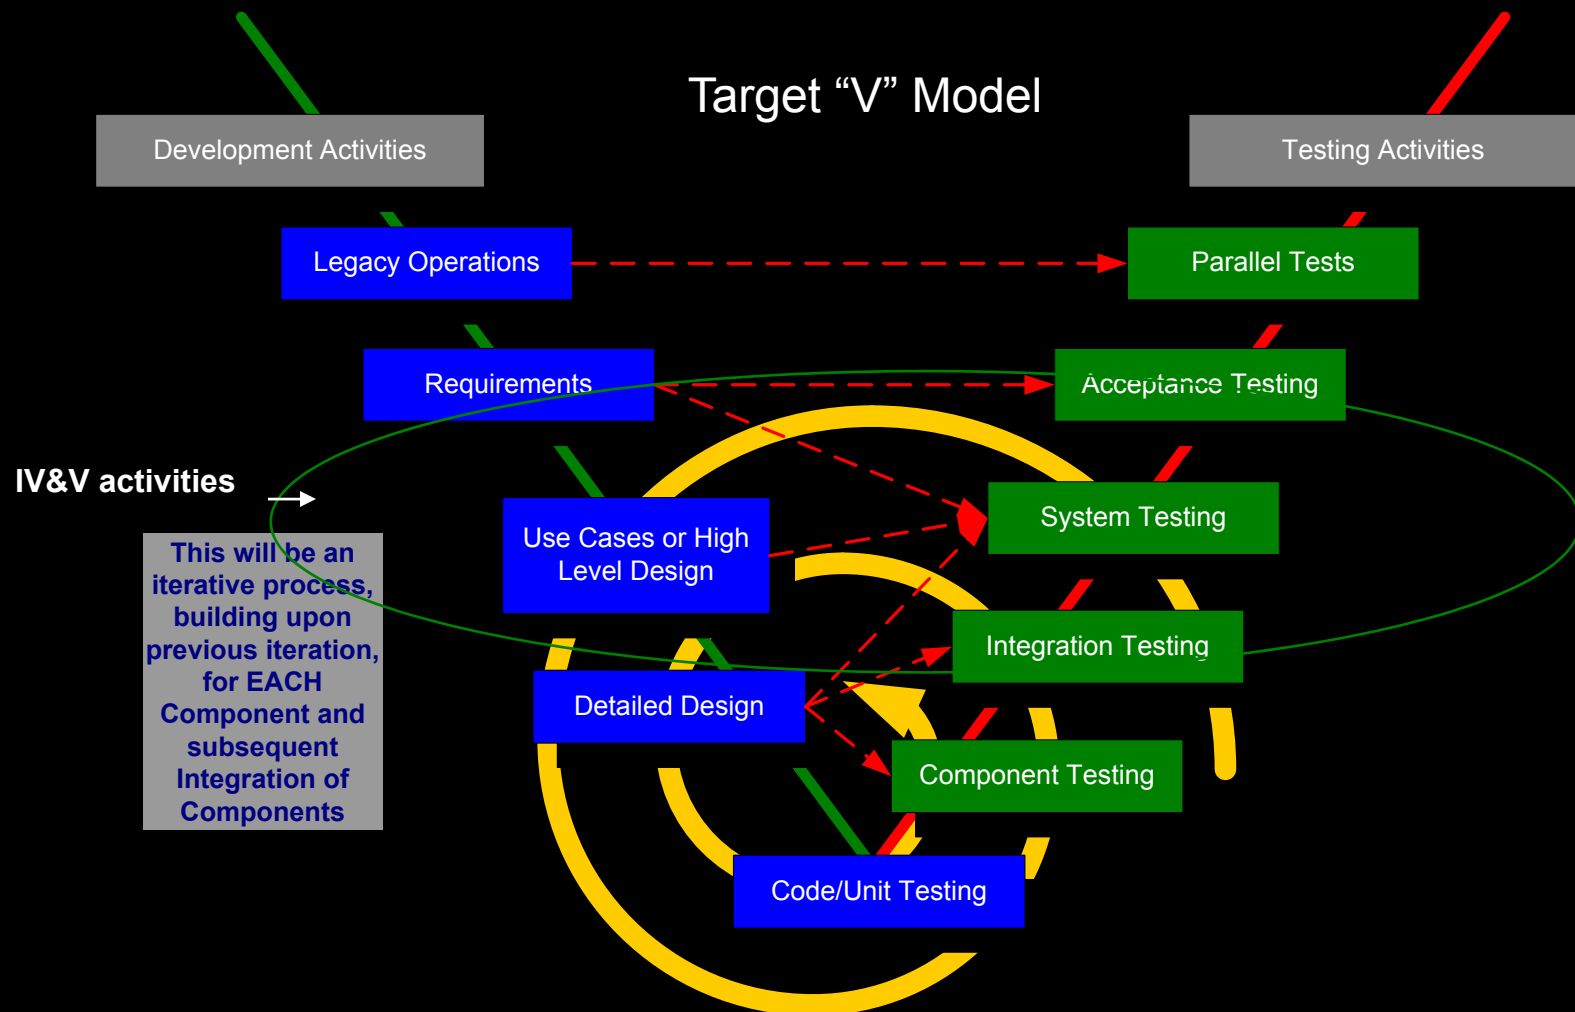 Target “V” Model
Development Activities
Testing Activities
Legacy Operations
Parallel Tests
Requirements
Acceptance Testing
IV&V activities
System Testing
Use Cases or High
Level Design
This will be an
iterative process,
building upon
previous iteration,
for EACH
Component and
subsequent
Integration of
Components
Integration Testing
Detailed Design
Component Testing
Code/Unit Testing